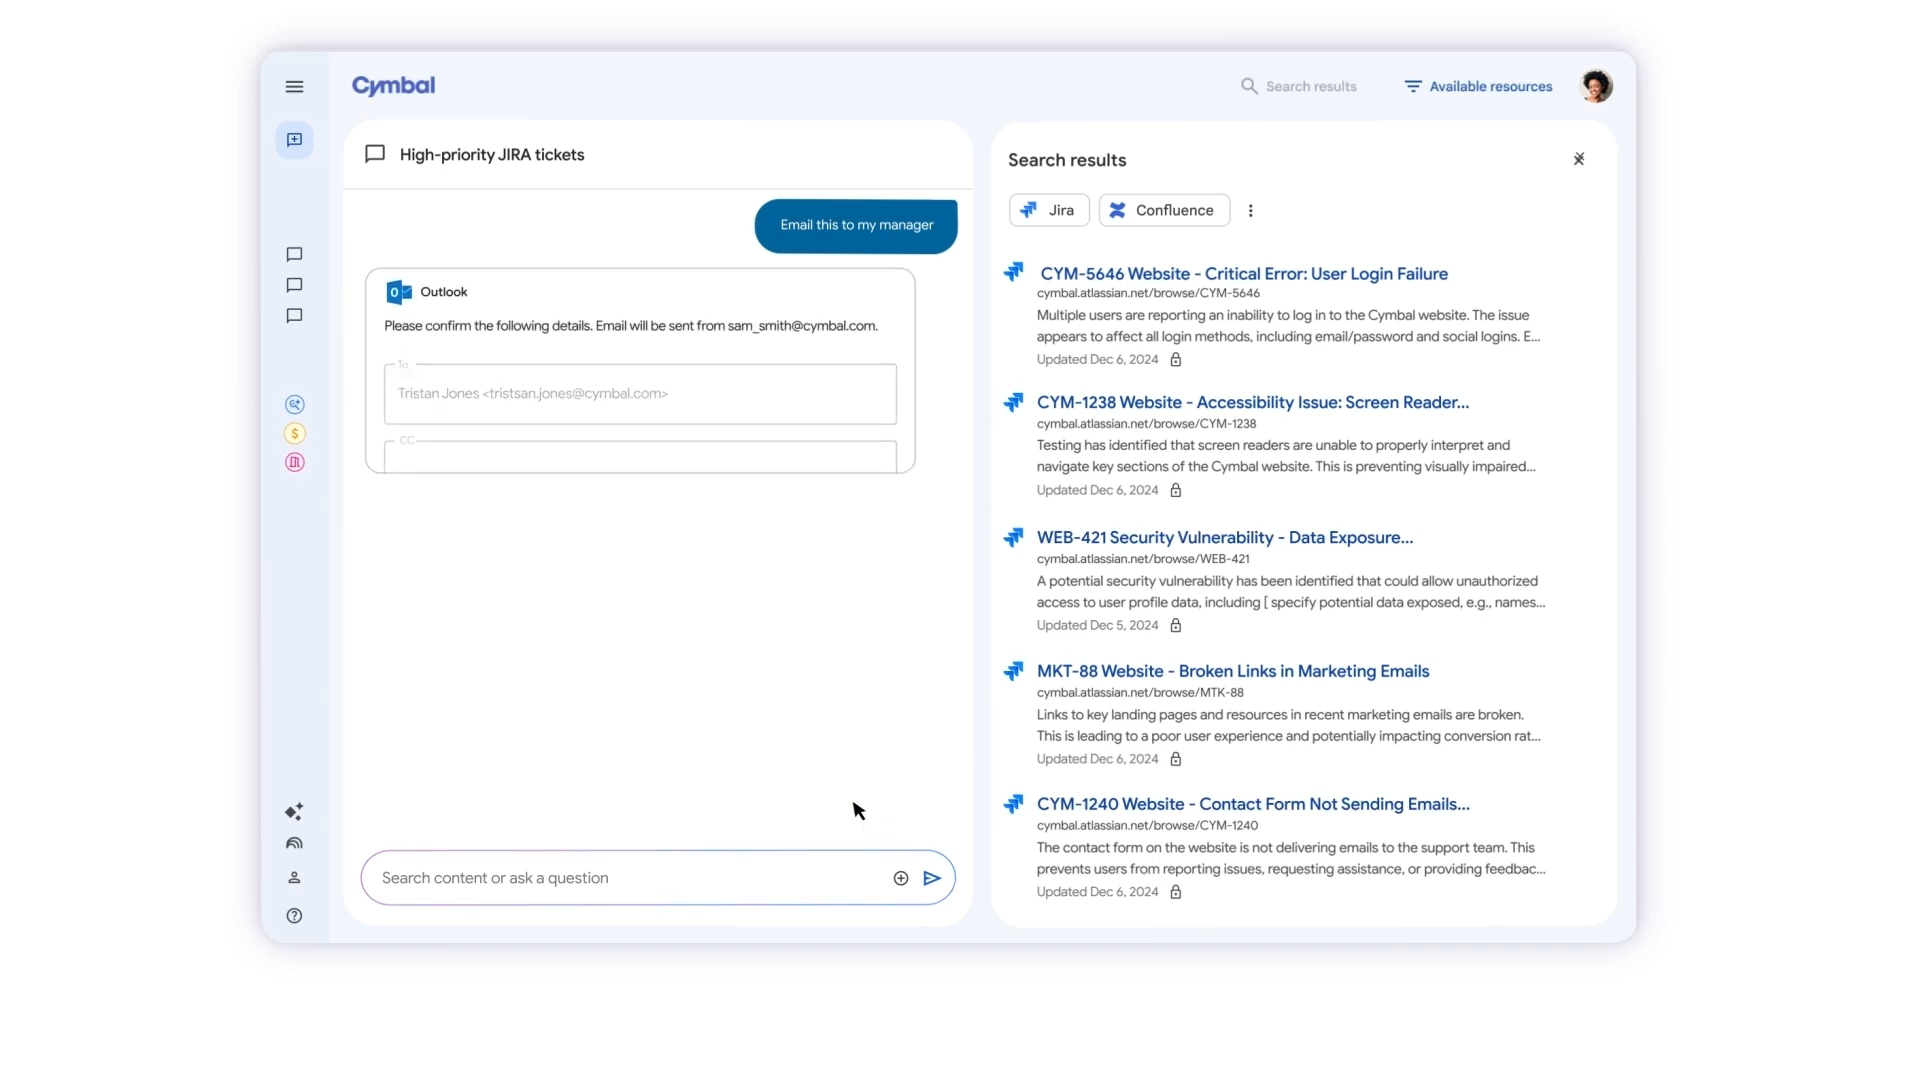 Cymbal
Search results
Available resources
High-priority JIRA tickets
Email this to my manager
Outlook
Please confirm the following details. Email will be sent from sam_smith@cymbal.com.
To
Tristan Jones <tristsan.jones@cymbal.com>
CC
Search content or ask a question
Search results
Jira
Confluence
CYM-5646 Website - Critical Error: User Login Failure
cymbal.atlassian.net/browse/CYM-5646
Multiple users are reporting an inability to log in to the Cymbal website. The issue
appears to affect all login methods, including email/password and social logins. E...
Updated Dec 6, 2024
CYM-1238 Website - Accessibility Issue: Screen Reader...
cymbal.atlassian.net/browse/CYM-1238
Testing has identified that screen readers are unable to properly interpret and
navigate key sections of the Cymbal website. This is preventing visually impaired...
Updated Dec 6, 2024
WEB-421 Security Vulnerability - Data Exposure...
cymbal.atlassian.net/browse/WEB-421
A potential security vulnerability has been identified that could allow unauthorized
access to user profile data, including [ specify potential data exposed, e.g., names...
Updated Dec 5, 2024
MKT-88 Website - Broken Links in Marketing Emails
cymbal.atlassian.net/browse/MTK-88
Links to key landing pages and resources in recent marketing emails are broken.
This is leading to a poor user experience and potentially impacting conversion rat...
Updated Dec 6, 2024
CYM-1240 Website - Contact Form Not Sending Emails...
cymbal.atlassian.net/browse/CYM-1240
The contact form on the website is not delivering emails to the support team. This
prevents users from reporting issues, requesting assistance, or providing feedbac...
Updated Dec 6, 2024